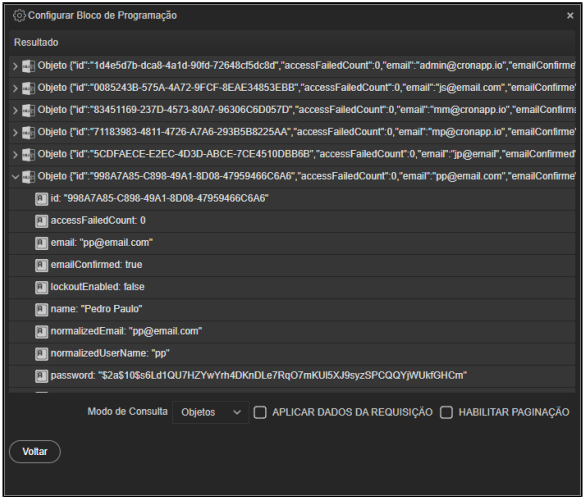 Configurar Bloco de Programação
×
Resultado
Objeto {"id":"1d4e5d7b-dca8-4a1d-90fd-72648cf5dc8d","accessFailedCount":0,"email":"admin@cronapp.io","emailConfirme
Objeto {"id":"0085243B-575A-4A72-9FCF-8EAE34853EBB","accessFailedCount":0,"email":"js@email.com","emailConfirme
Objeto {"id":"83451169-237D-4573-80A7-96306C6D057D","accessFailedCount":0,"email":"mm@cronapp.io","emailConfirm
Objeto {"id":"71183983-4811-4726-A7A6-293B5B8225AA","accessFailedCount":0,"email":"mp@cronapp.io","emailConfirme
Objeto {"id":"5CDFAECE-E2EC-4D3D-ABCE-7CE4510DBB6B","accessFailedCount":0,"email":"jp@email","emailConfirmed"
Objeto {"id":"998A7A85-C898-49A1-8D08-47959466C6A6","accessFailedCount":0,"email":"pp@email.com","emailConfirme
id: "998A7A85-C898-49A1-8D08-47959466C6A6"
accessFailedCount: 0
email: "pp@email.com"
emailConfirmed: true
lockoutEnabled: false
name: "Pedro Paulo"
normalizedEmail: "pp@email.com"
normalizedUserName: "pp"
password: "$2a$10$s6Ld1QU7HZYwYrh4DKnDLe7RqO7mKUl5XJ9syzSPCQQYjWUkfGHCm"
Modo de Consulta Objetos APLICAR DADOS DA REQUISIÇÃO HABILITAR PAGINAÇÃO
Voltar